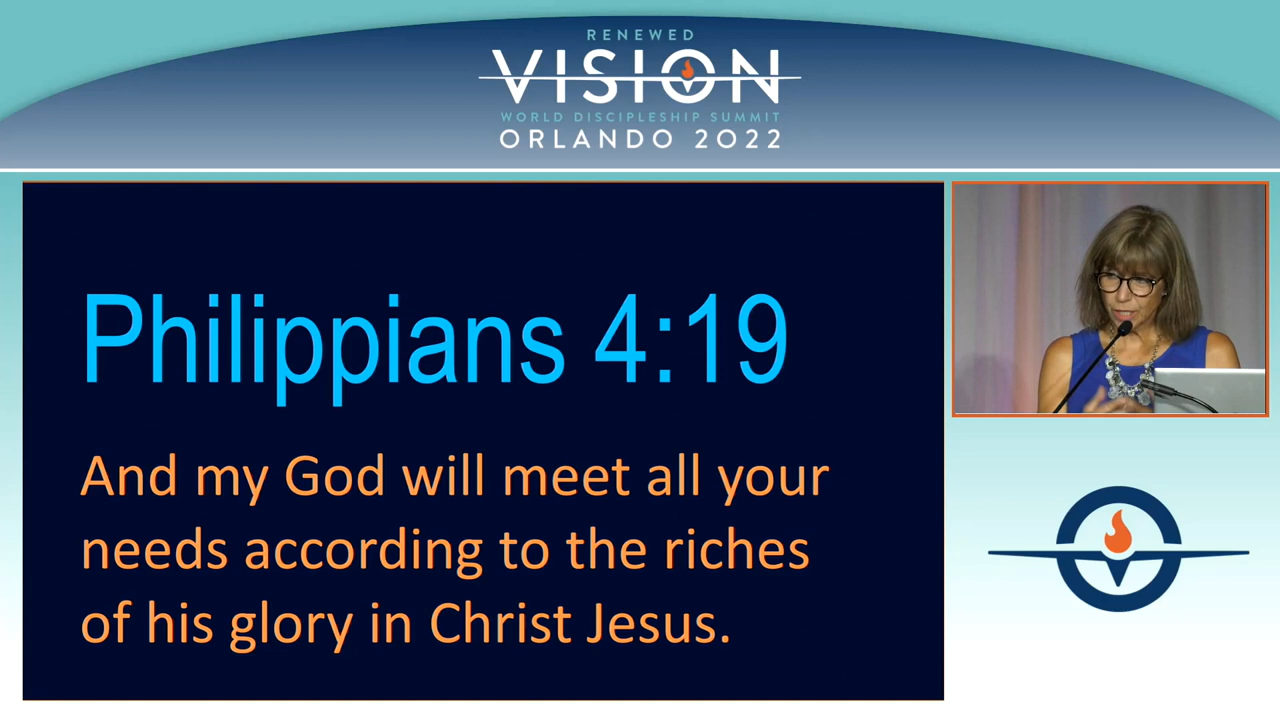 RENEWED
VISION
WORLD DISCIPLESHIP SUMMIT
ORLANDO 2022
Philippians 4:19
And my God will meet all your
needs according to the riches
of his glory in Christ Jesus.